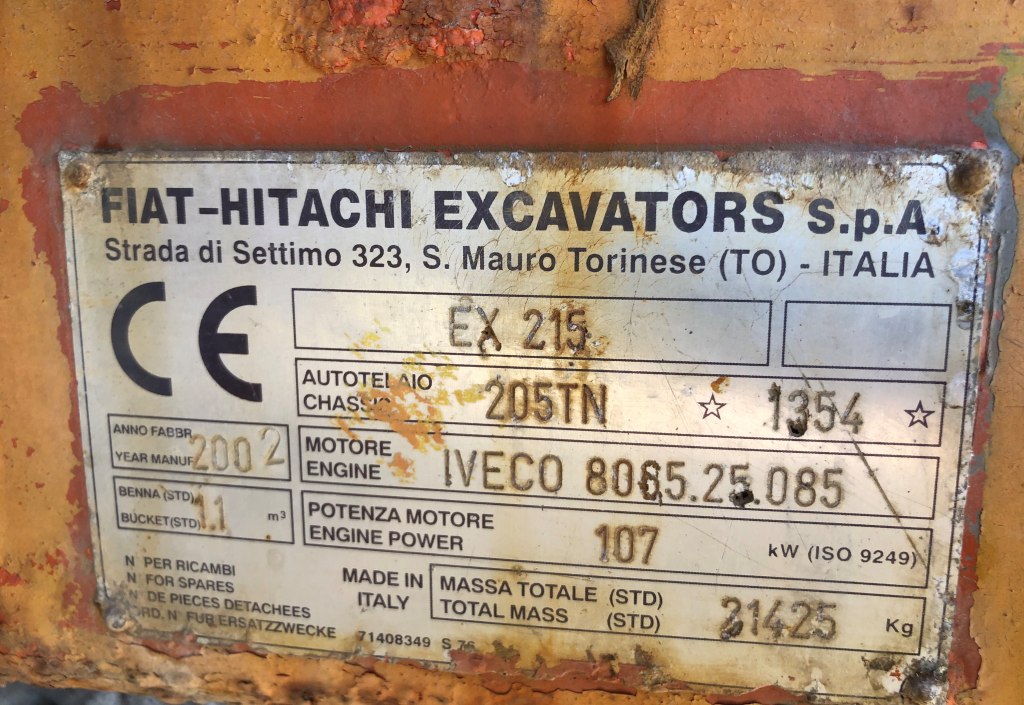 FIAT-HITACHI EXCAVATORS S.p.A.
Strada di Settimo 323, S. Mauro Torinese (TO) - ITALIA
CE
EX 215
AUTOTELAIO
CHASSIS
205TN ☆ 1354 ☆
ANNO FABBR
YEAR MANUF
2002
MOTORE
ENGINE
IVECO 8065.25.085
BENNA (STD)
BUCKET (STD)
1.1 m³
POTENZA MOTORE
ENGINE POWER
107 kW (ISO 9249)
N° PER RICAMBI
N° FOR SPARES
N° DE PIECES DETACHEES
ORD. N° FUR ERSATZZWECKE
71408349
MADE IN
ITALY
MASSA TOTALE (STD)
TOTAL MASS (STD)
21425 Kg